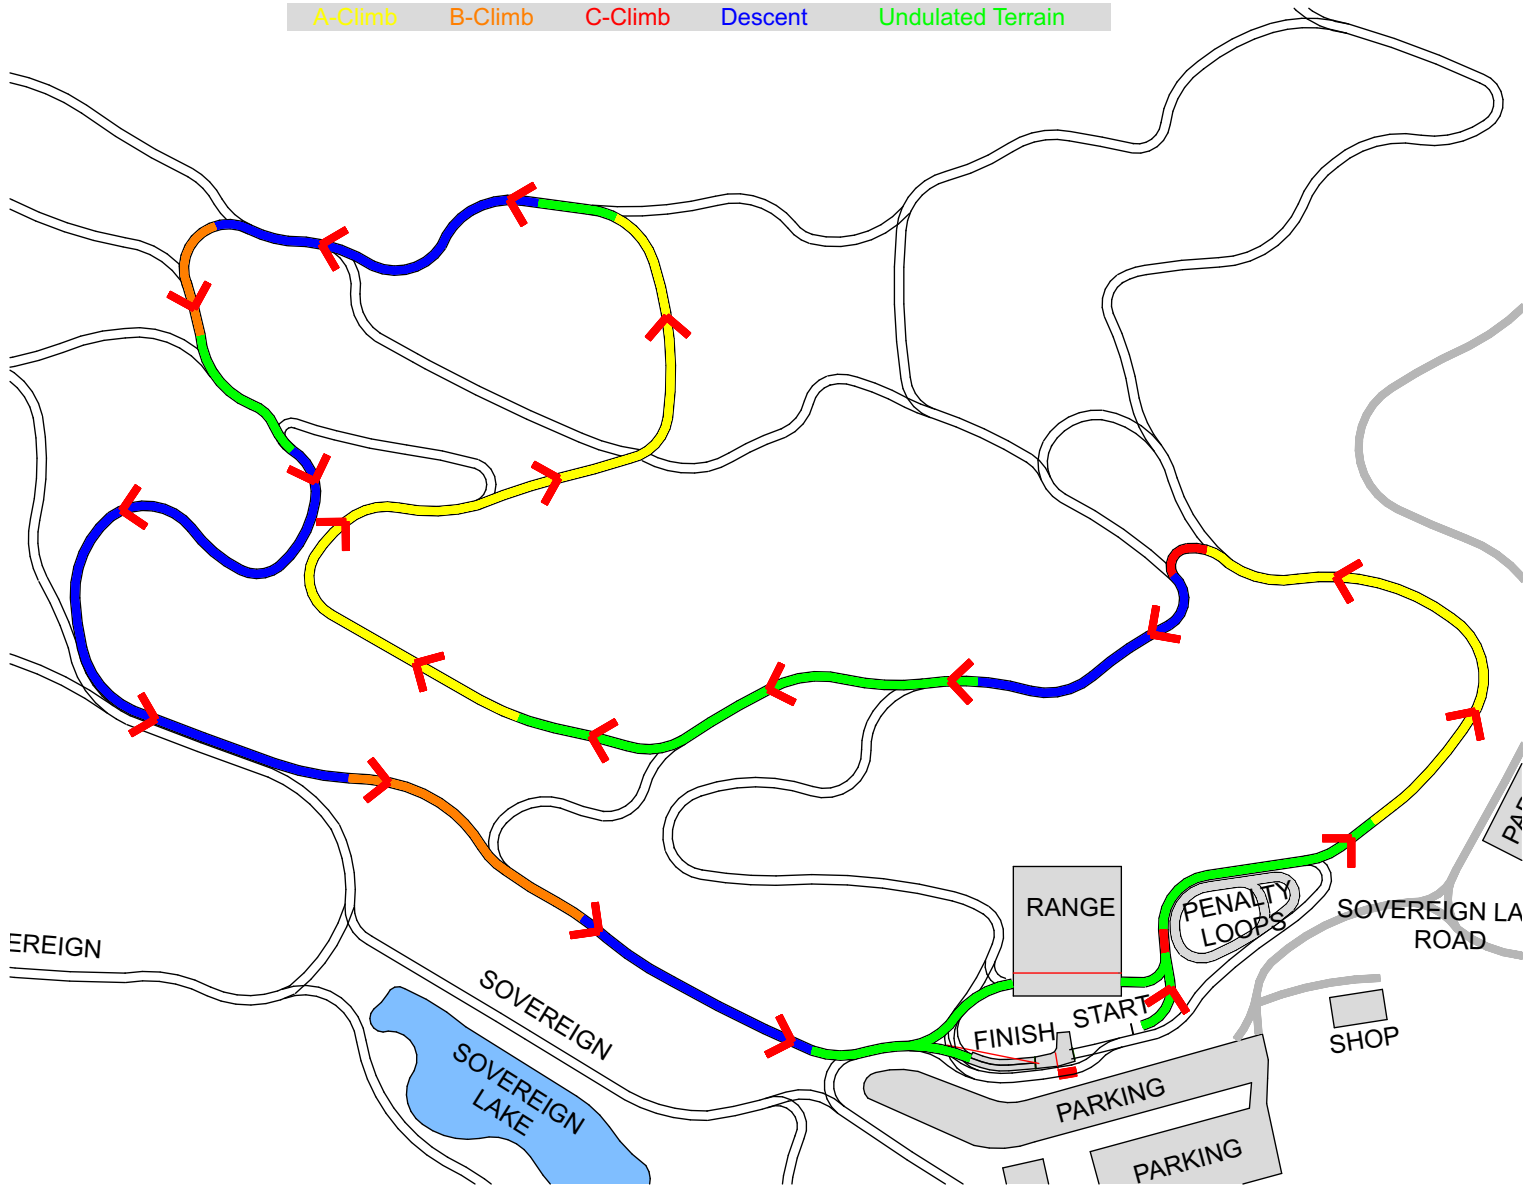 A-Climb B-Climb C-Climb Descent Undulated Terrain
RANGE
PENALTY
LOOPS
SOVEREIGN LA
ROAD
EREIGN
SOVEREIGN
START
FINISH
SHOP
SOVEREIGN
LAKE
PARKING
PARKING